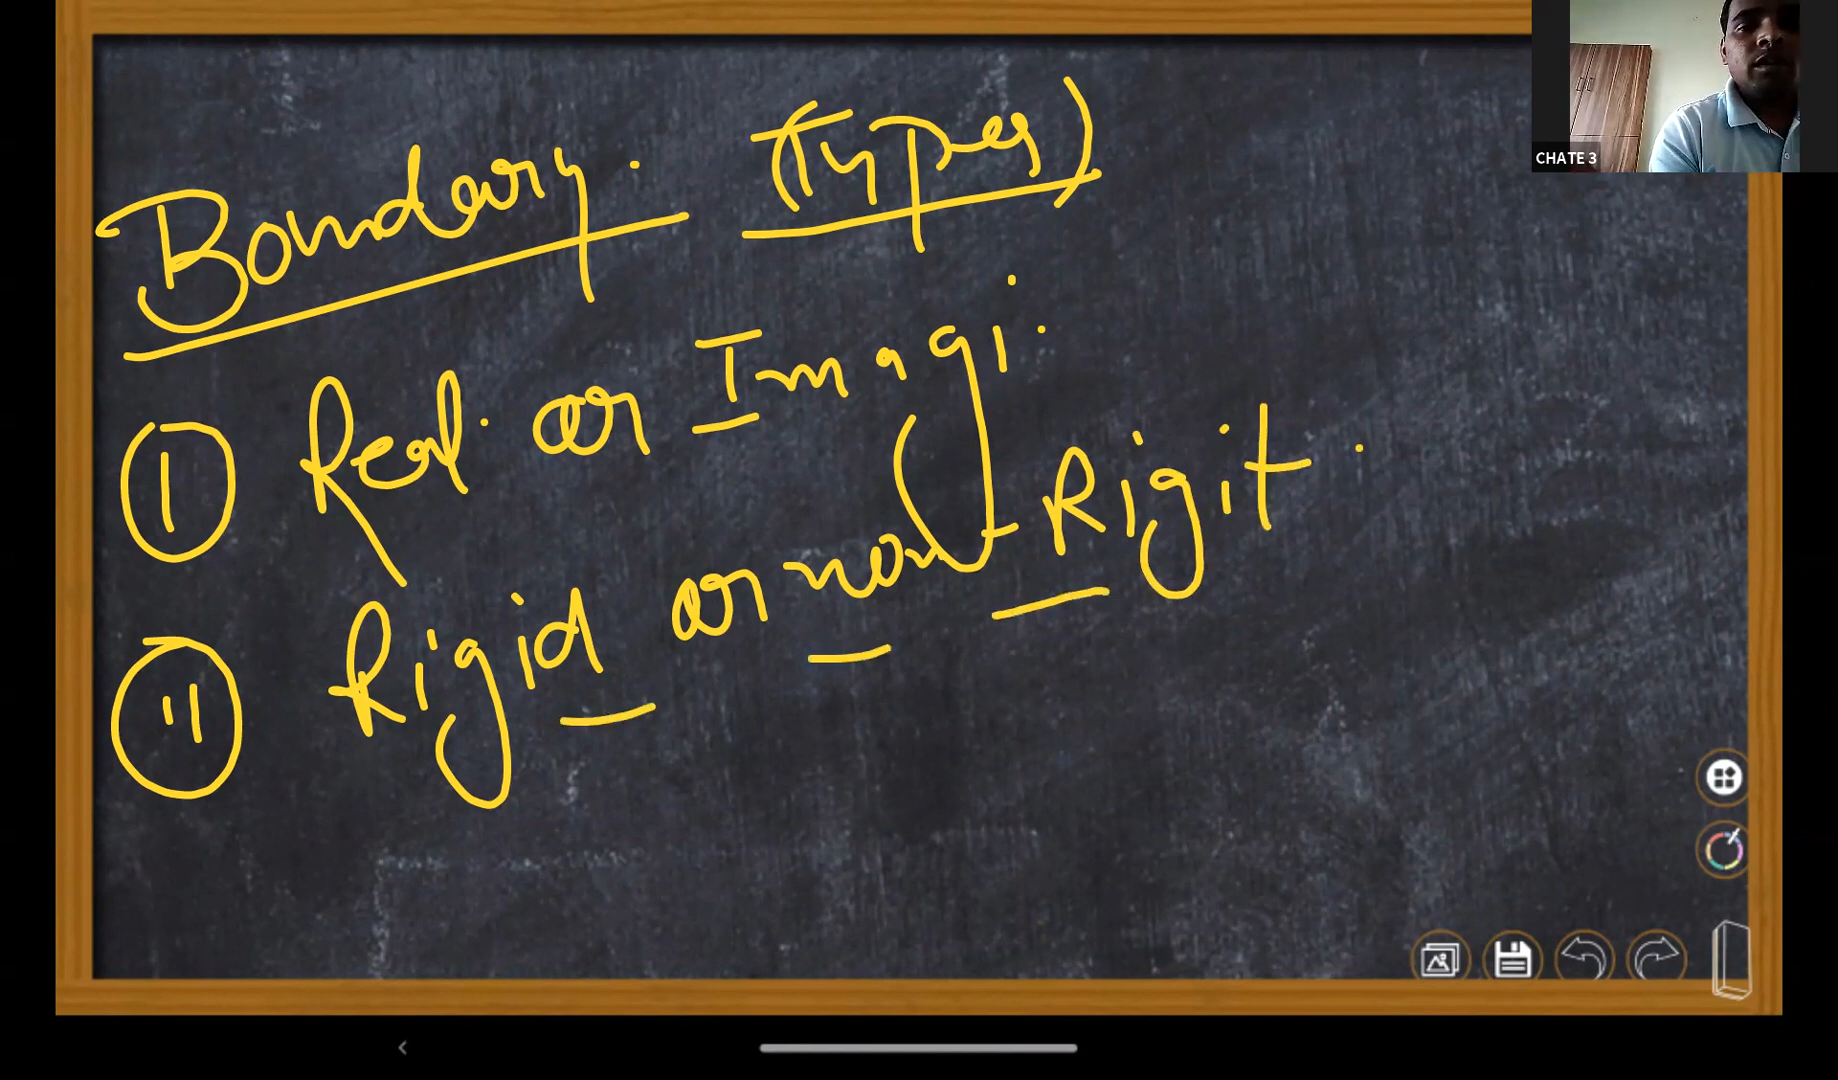 Boundary. (Types)
CHATE 3
① Real. or Imagi.
② Rigid or non-Rigit.